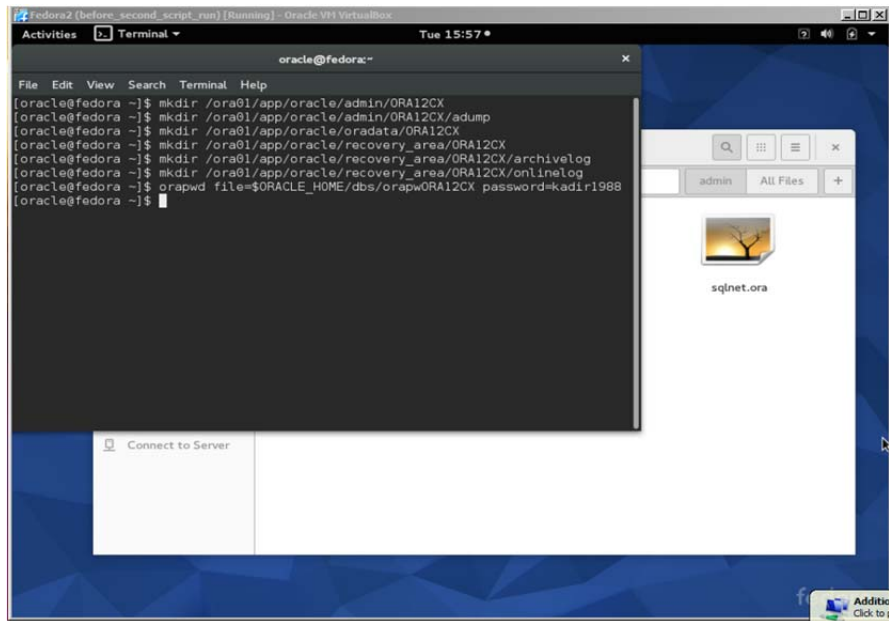 Fedora2 (before_second_script_run) [Running] - Oracle VM VirtualBox
Activities Terminal Tue 15:57
oracle@fedora:~
File Edit View Search Terminal Help
[oracle@fedora ~]$ mkdir /ora01/app/oracle/admin/ORA12CX
[oracle@fedora ~]$ mkdir /ora01/app/oracle/admin/ORA12CX/adump
[oracle@fedora ~]$ mkdir /ora01/app/oracle/oradata/ORA12CX
[oracle@fedora ~]$ mkdir /ora01/app/oracle/recovery_area/ORA12CX
[oracle@fedora ~]$ mkdir /ora01/app/oracle/recovery_area/ORA12CX/archivelog
[oracle@fedora ~]$ mkdir /ora01/app/oracle/recovery_area/ORA12CX/onlinelog
[oracle@fedora ~]$ orapwd file=$ORACLE_HOME/dbs/orapwORA12CX password=kadir1988
[oracle@fedora ~]$
admin All Files
sqlnet.ora
Connect to Server
Additio
Click to